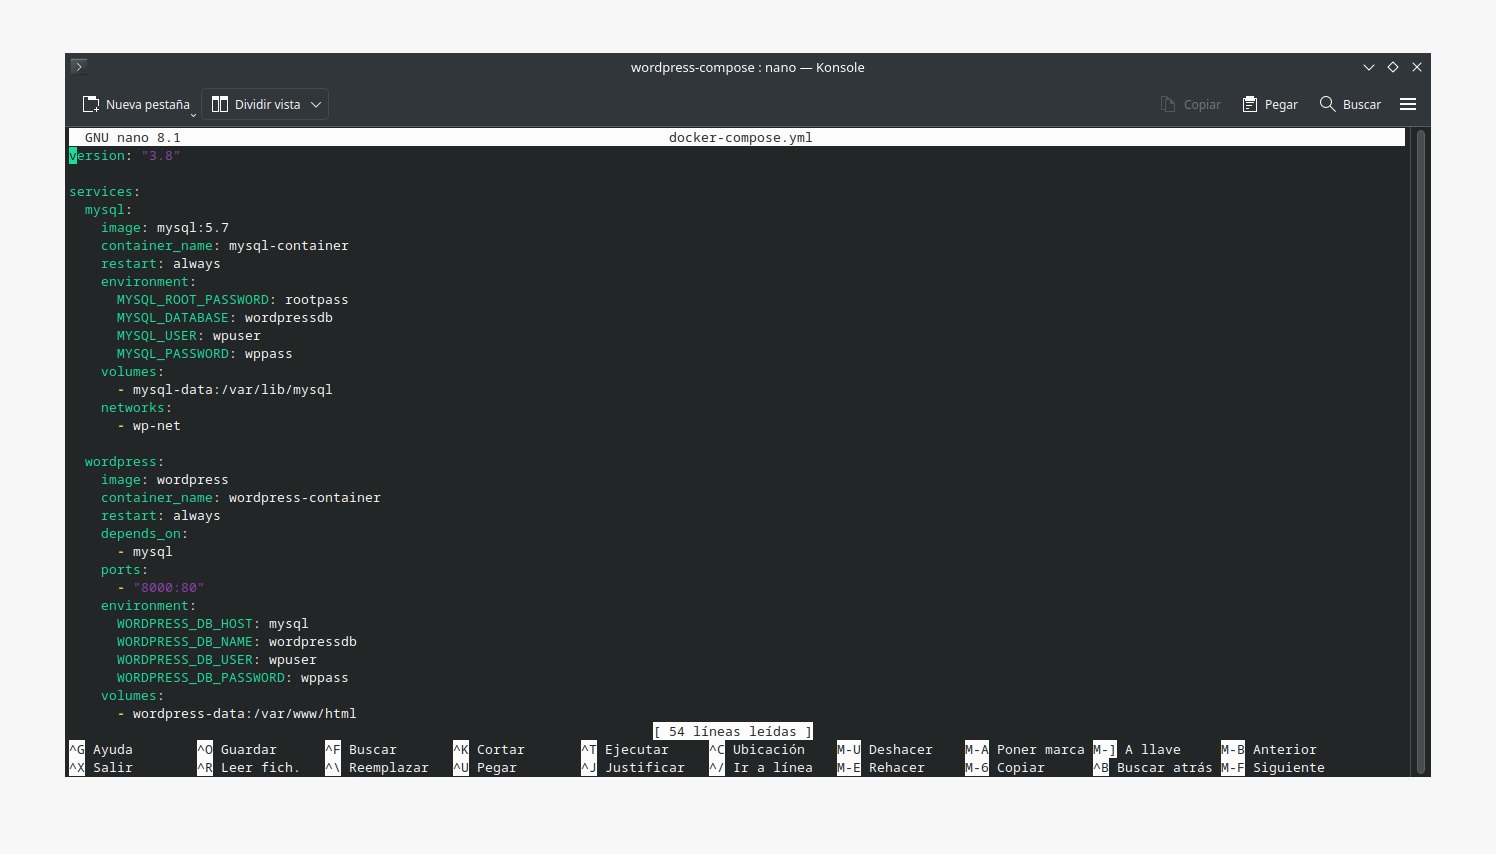 wordpress-compose : nano — Konsole
Nueva pestaña Dividir vista Copiar Pegar Buscar
GNU nano 8.1 docker-compose.yml
version: "3.8"
services:
  mysql:
    image: mysql:5.7
    container_name: mysql-container
    restart: always
    environment:
      MYSQL_ROOT_PASSWORD: rootpass
      MYSQL_DATABASE: wordpressdb
      MYSQL_USER: wpuser
      MYSQL_PASSWORD: wppass
    volumes:
      - mysql-data:/var/lib/mysql
    networks:
      - wp-net
  wordpress:
    image: wordpress
    container_name: wordpress-container
    restart: always
    depends_on:
      - mysql
    ports:
      - "8000:80"
    environment:
      WORDPRESS_DB_HOST: mysql
      WORDPRESS_DB_NAME: wordpressdb
      WORDPRESS_DB_USER: wpuser
      WORDPRESS_DB_PASSWORD: wppass
    volumes:
      - wordpress-data:/var/www/html
[ 54 líneas leídas ]
^G Ayuda ^O Guardar ^F Buscar ^K Cortar ^T Ejecutar ^C Ubicación M-U Deshacer M-A Poner marca M-] A llave M-B Anterior
^X Salir ^R Leer fich. ^\ Reemplazar ^U Pegar ^J Justificar ^/ Ir a línea M-E Rehacer M-6 Copiar ^B Buscar atrás M-F Siguiente